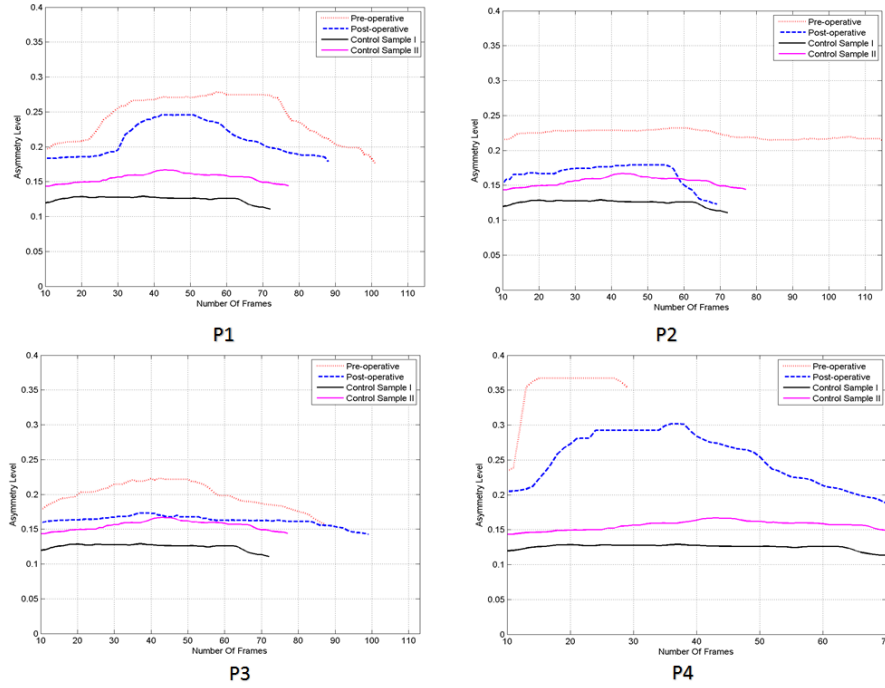 0.4
0.35
0.3
0.25
0.2
0.15
0.1
0.05
0
Asymmetry Level
Pre-operative
Post-operative
Control Sample I
Control Sample II
10 20 30 40 50 60 70 80 90 100 110
Number Of Frames
P1
0.4
0.35
0.3
0.25
0.2
0.15
0.1
0.05
0
Asymmetry Level
Pre-operative
Post-operative
Control Sample I
Control Sample II
10 20 30 40 50 60 70 80 90 100 110
Number Of Frames
P2
0.4
0.35
0.3
0.25
0.2
0.15
0.1
0.05
0
Asymmetry Level
Pre-operative
Post-operative
Control Sample I
Control Sample II
10 20 30 40 50 60 70 80 90 100 110
Number Of Frames
P3
0.4
0.35
0.3
0.25
0.2
0.15
0.1
0.05
0
Asymmetry Level
Pre-operative
Post-operative
Control Sample I
Control Sample II
10 20 30 40 50 60 70
Number Of Frames
P4